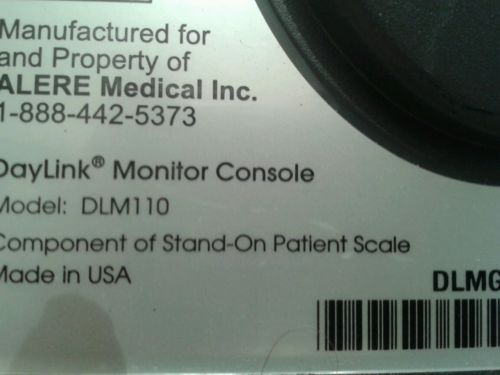 Manufactured for
and Property of
ALERE Medical Inc.
1-888-442-5373
DayLink® Monitor Console
Model: DLM110
Component of Stand-On Patient Scale
Made in USA
DLMG